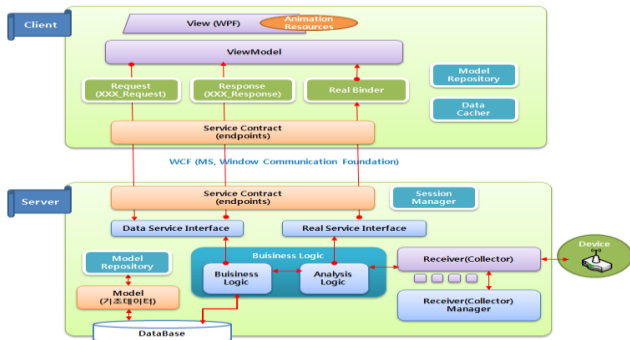 Client
View (WPF)
Animation
Resources
ViewModel
Request
(XXX_Request)
Response
(XXX_Response)
Real Binder
Model
Repository
Data
Cacher
Service Contract
(endpoints)
WCF (MS, Window Communication Foundation)
Server
Service Contract
(endpoints)
Session
Manager
Data Service Interface
Real Service Interface
Device
Model
Repository
Buisiness Logic
Buisiness
Logic
Analysis
Logic
Receiver(Collector)
Model
(기초데이터)
Receiver(Collector)
Manager
DataBase